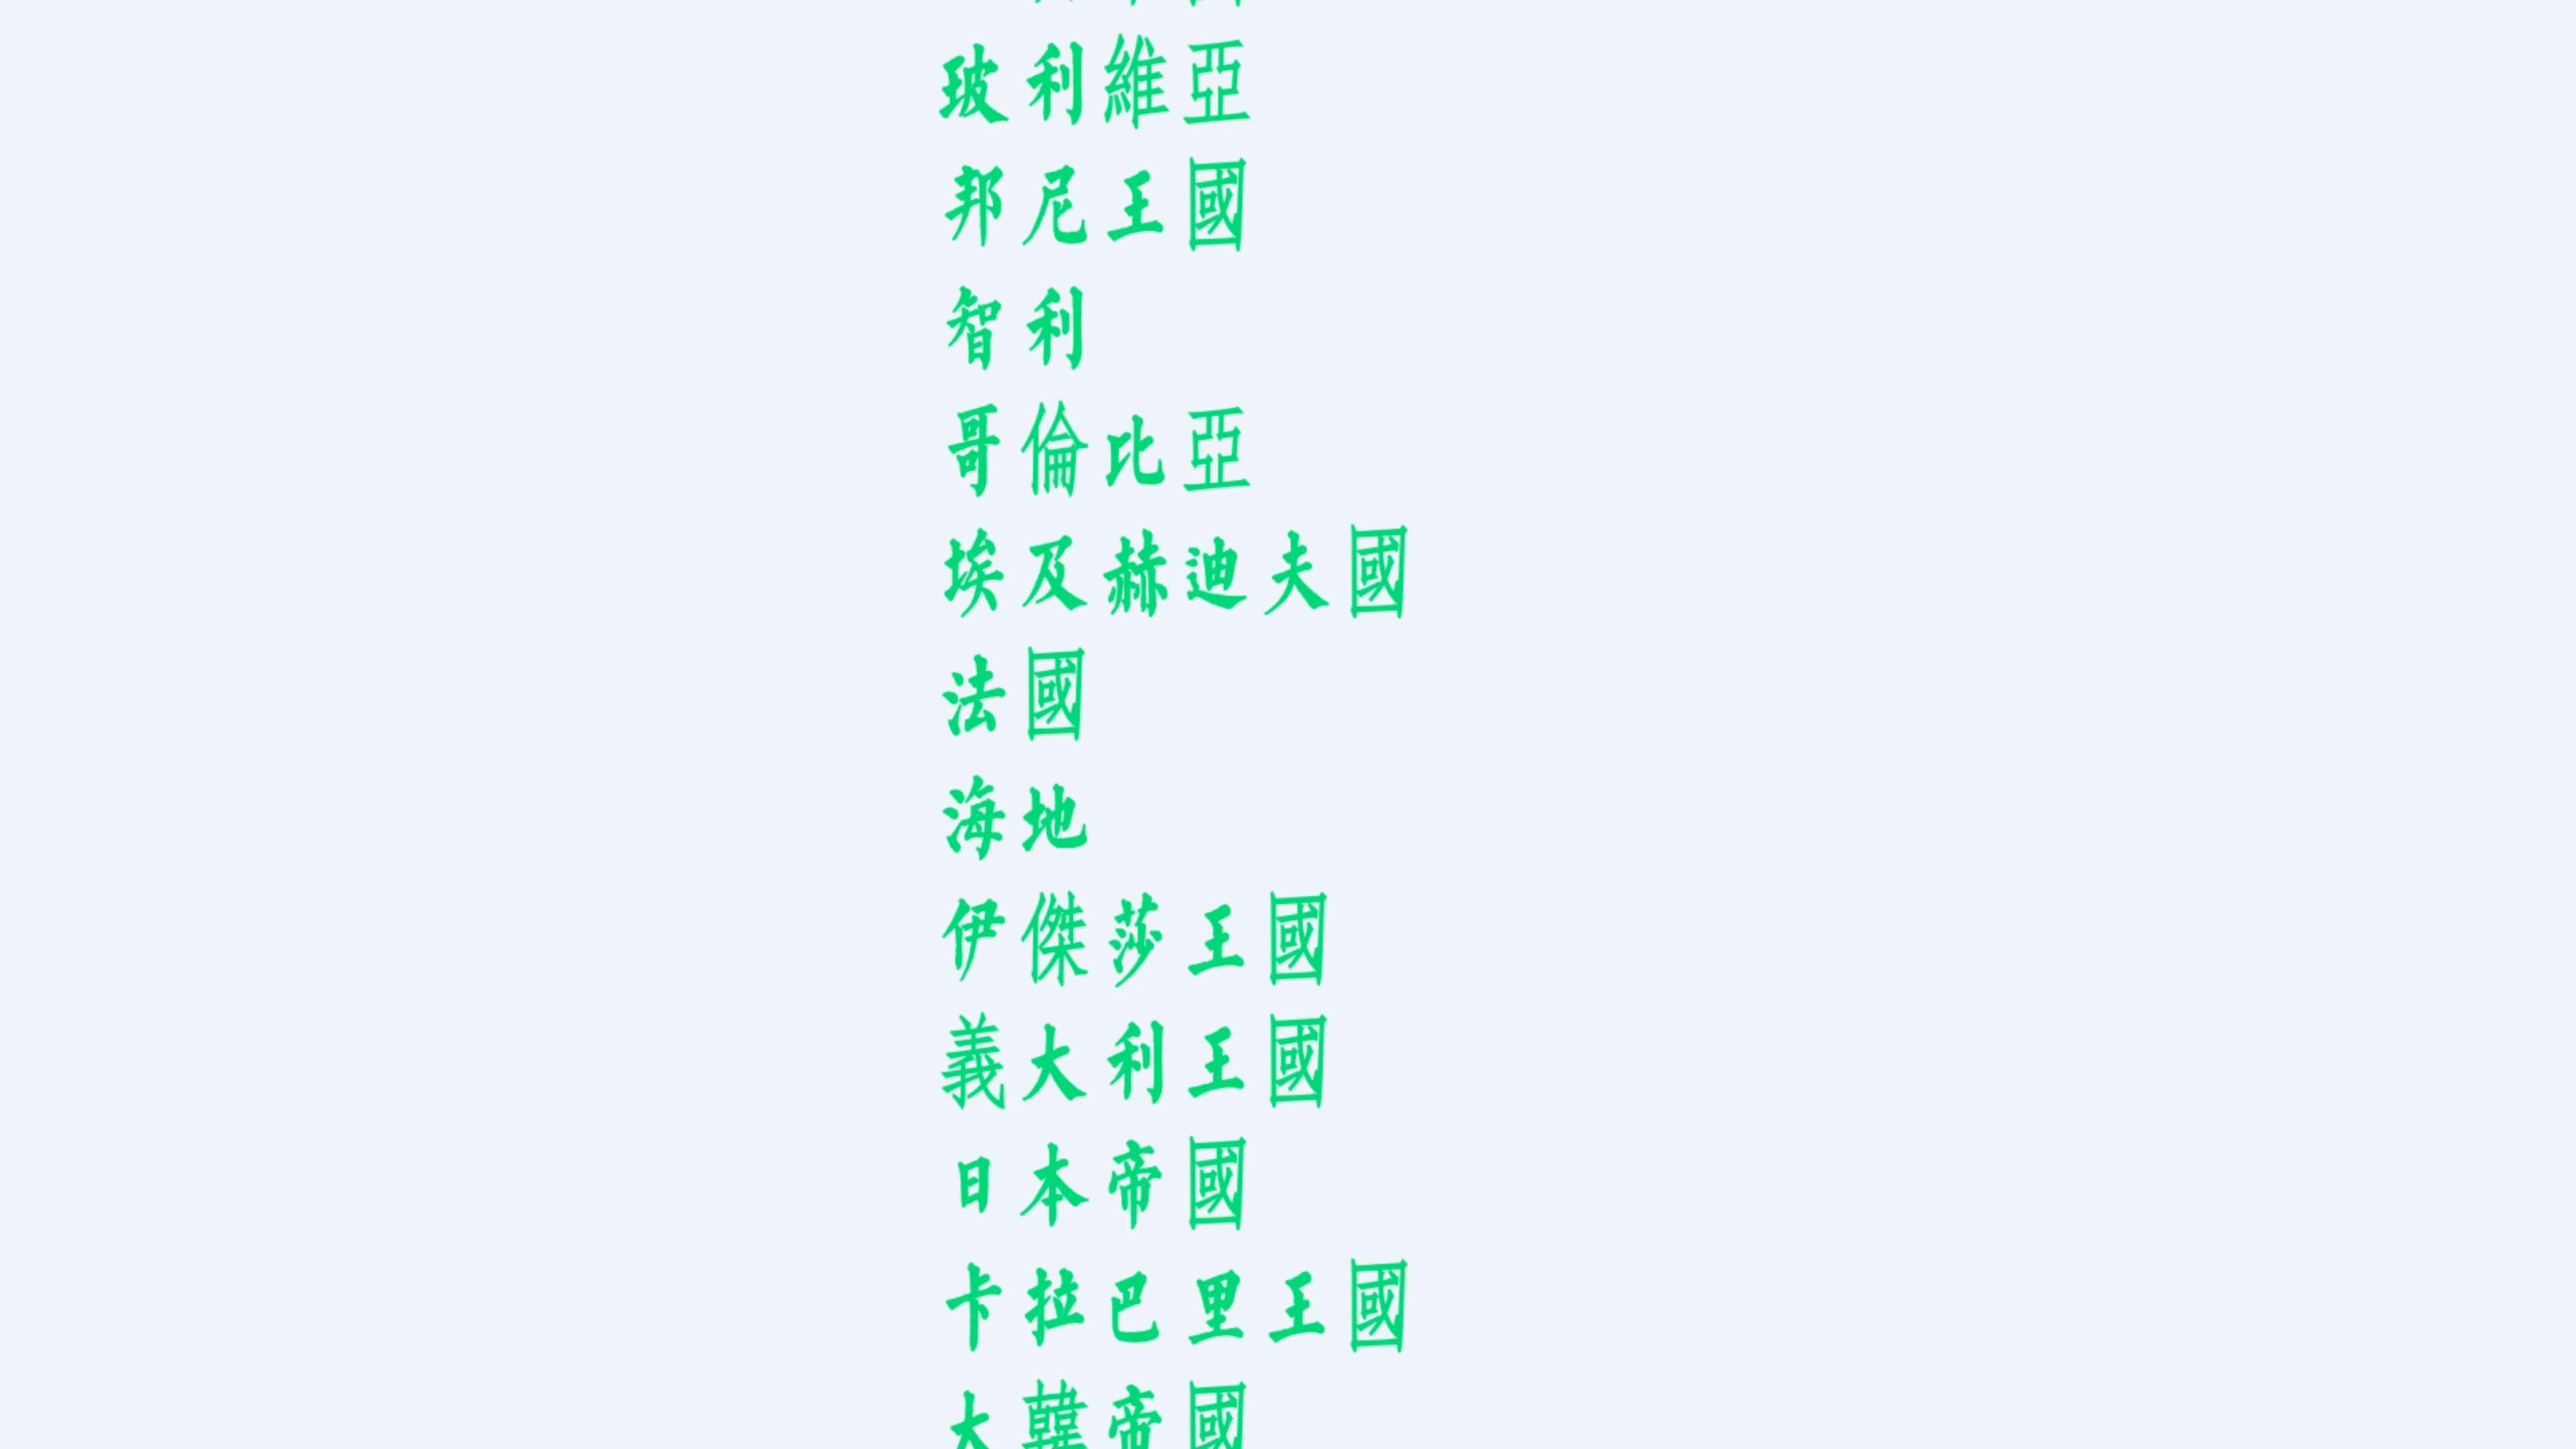 玻利維亞
邦尼王國
智利
哥倫比亞
埃及赫迪夫國
法國
海地
伊傑莎王國
義大利王國
日本帝國
卡拉巴里王國
大韓帝國